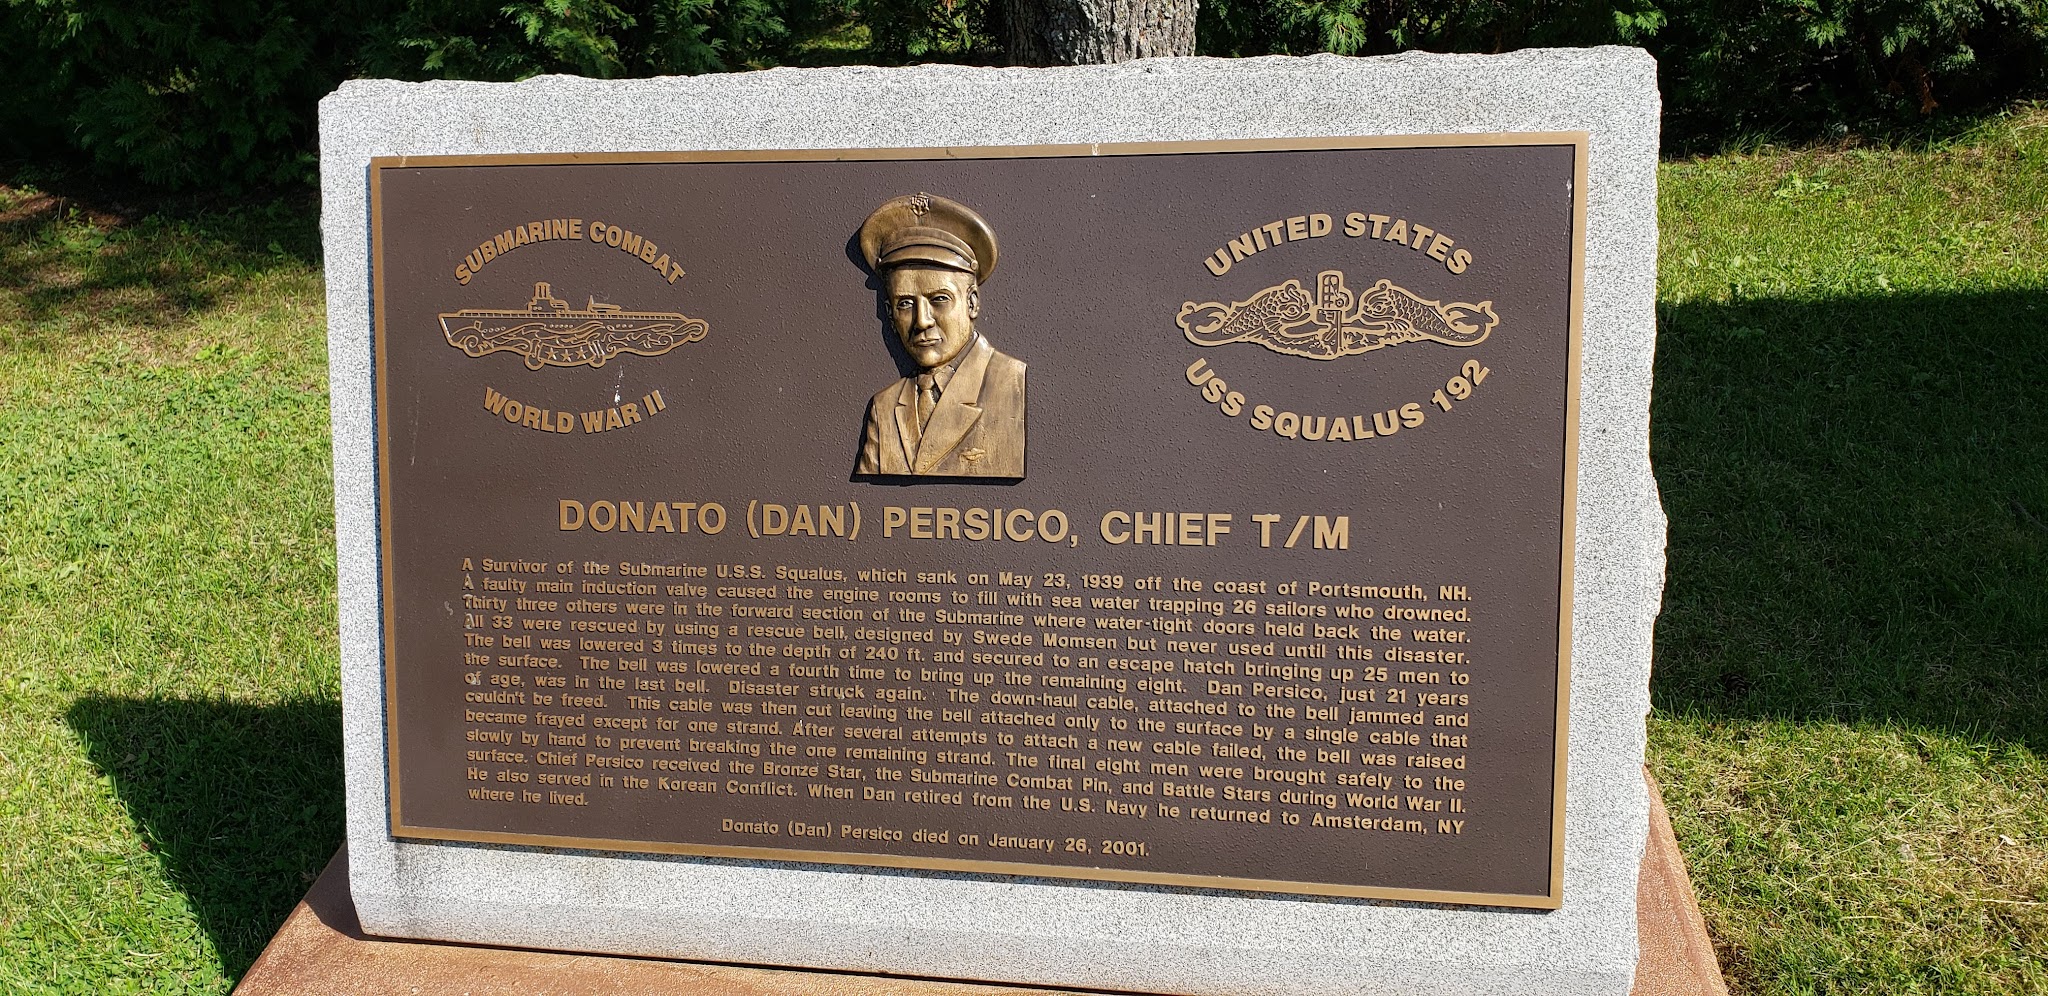 SUBMARINE COMBAT
WORLD WAR II
UNITED STATES
USS SQUALUS 192
DONATO (DAN) PERSICO, CHIEF T/M
A Survivor of the Submarine U.S.S. Squalus, which sank on May 23, 1939 off the coast of Portsmouth, NH.
A faulty main induction valve caused the engine rooms to fill with sea water trapping 26 sailors who drowned.
Thirty three others were in the forward section of the Submarine where water-tight doors held back the water.
All 33 were rescued by using a rescue bell, designed by Swede Momsen but never used until this disaster.
The bell was lowered 3 times to the depth of 240 ft. and secured to an escape hatch bringing up 25 men to
the surface. The bell was lowered a fourth time to bring up the remaining eight. Dan Persico, just 21 years
of age, was in the last bell. Disaster struck again. The down-haul cable, attached to the bell jammed and
couldn't be freed. This cable was then cut leaving the bell attached only to the surface by a single cable that
became frayed except for one strand. After several attempts to attach a new cable failed, the bell was raised
slowly by hand to prevent breaking the one remaining strand. The final eight men were brought safely to the
surface. Chief Persico received the Bronze Star, the Submarine Combat Pin, and Battle Stars during World War II.
He also served in the Korean Conflict. When Dan retired from the U.S. Navy he returned to Amsterdam, NY
where he lived.
Donato (Dan) Persico died on January 26, 2001.